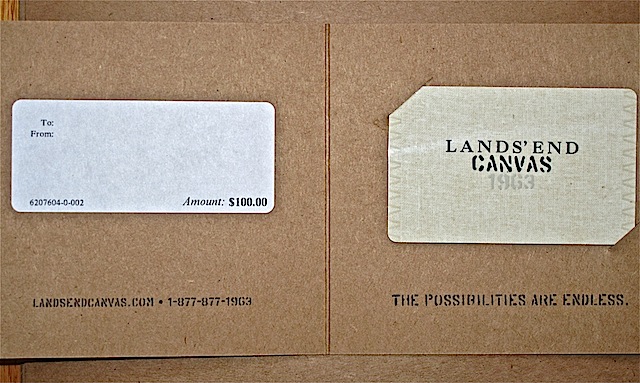 To:
From:
6207604-0-002
Amount: $100.00
LANDSENDCANVAS.COM • 1-877-877-1963
LANDS' END
CANVAS
1963
THE POSSIBILITIES ARE ENDLESS.